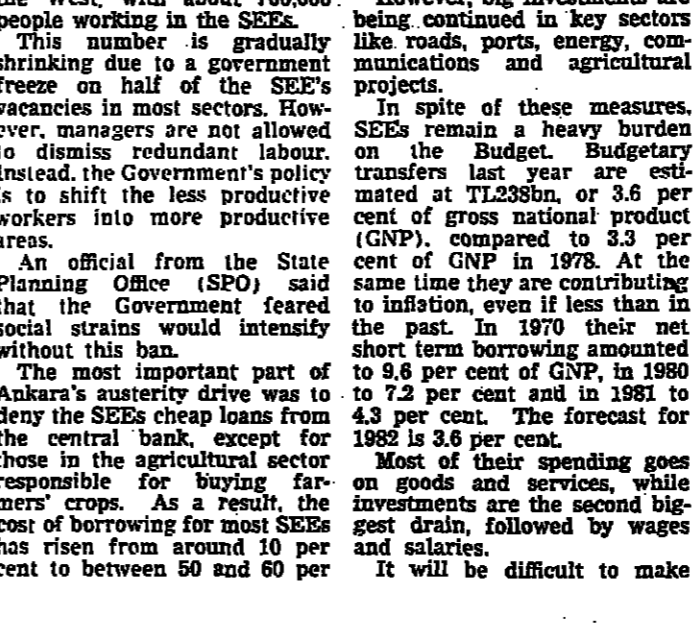 people working in the SEEs.
This number is gradually
shrinking due to a government
freeze on half of the SEE's
vacancies in most sectors. How-
ever, managers are not allowed
to dismiss redundant labour.
Instead, the Government's policy
is to shift the less productive
workers into more productive
areas.
An official from the State
Planning Office (SPO) said
that the Government feared
social strains would intensify
without this ban.
The most important part of
Ankara's austerity drive was to
deny the SEEs cheap loans from
the central bank, except for
those in the agricultural sector
responsible for buying far-
mers' crops. As a result, the
cost of borrowing for most SEEs
has risen from around 10 per
cent to between 50 and 60 per
However, big investments are
being continued in key sectors
like roads, ports, energy, com-
munications and agricultural
projects.
In spite of these measures,
SEEs remain a heavy burden
on the Budget. Budgetary
transfers last year are esti-
mated at TL238bn, or 3.6 per
cent of gross national product
(GNP), compared to 3.3 per
cent of GNP in 1978. At the
same time they are contributing
to inflation, even if less than in
the past. In 1970 their net
short term borrowing amounted
to 9.6 per cent of GNP, in 1980
to 7.2 per cent and in 1981 to
4.3 per cent. The forecast for
1982 is 3.6 per cent.
Most of their spending goes
on goods and services, while
investments are the second big-
gest drain, followed by wages
and salaries.
It will be difficult to make